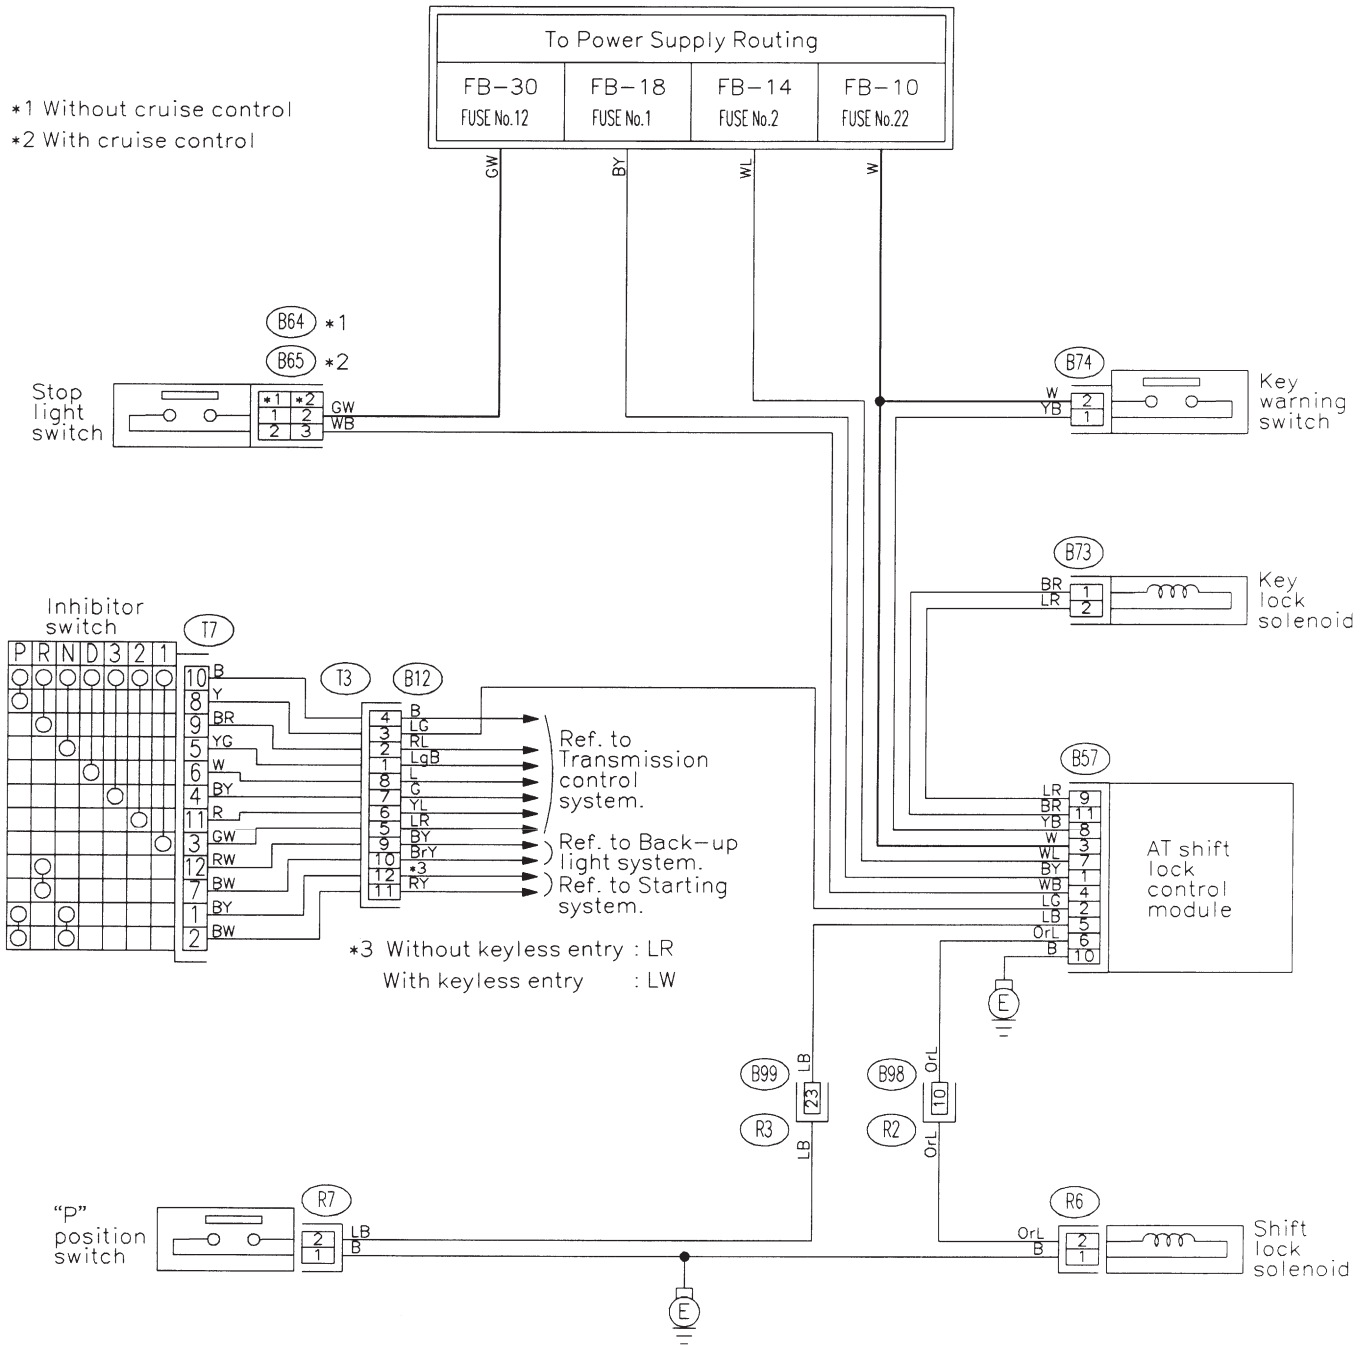 To Power Supply Routing
FB-30 FB-18 FB-14 FB-10
FUSE No.12 FUSE No.1 FUSE No.2 FUSE No.22
*1 Without cruise control
*2 With cruise control
GW BY WL W
B64 *1
B65 *2
Stop
light
switch
*1 *2
1 2
2 3
GW
WB
B74
W
YB
2
1
Key
warning
switch
B73
BR
LR
1
2
Key
lock
solenoid
Inhibitor
switch
P R N D 3 2 1
T7
10 B
8 Y
9 BR
5 YG
6 W
4 BY
11 R
3 GW
12 RW
7 BW
1 BY
2 BW
T3 B12
4 B
3 LG
2 RL
1 LgB
8 L
7 G
6 YL
5 LR
9 BY
10 BrY
12 *3
11 RY
Ref. to
Transmission
control
system.
Ref. to Back-up
light system.
Ref. to Starting
system.
*3 Without keyless entry : LR
With keyless entry : LW
B57
LR 9
BR 11
YB 8
W 3
WL 7
BY 1
WB 4
LG 2
LB 5
OrL 6
B 10
AT shift
lock
control
module
E
LB OrL
B99 23 B98 10
R3 R2
LB OrL
"P"
position
switch
R7
2 LB
1 B
E
R6
OrL 2
B 1
Shift
lock
solenoid